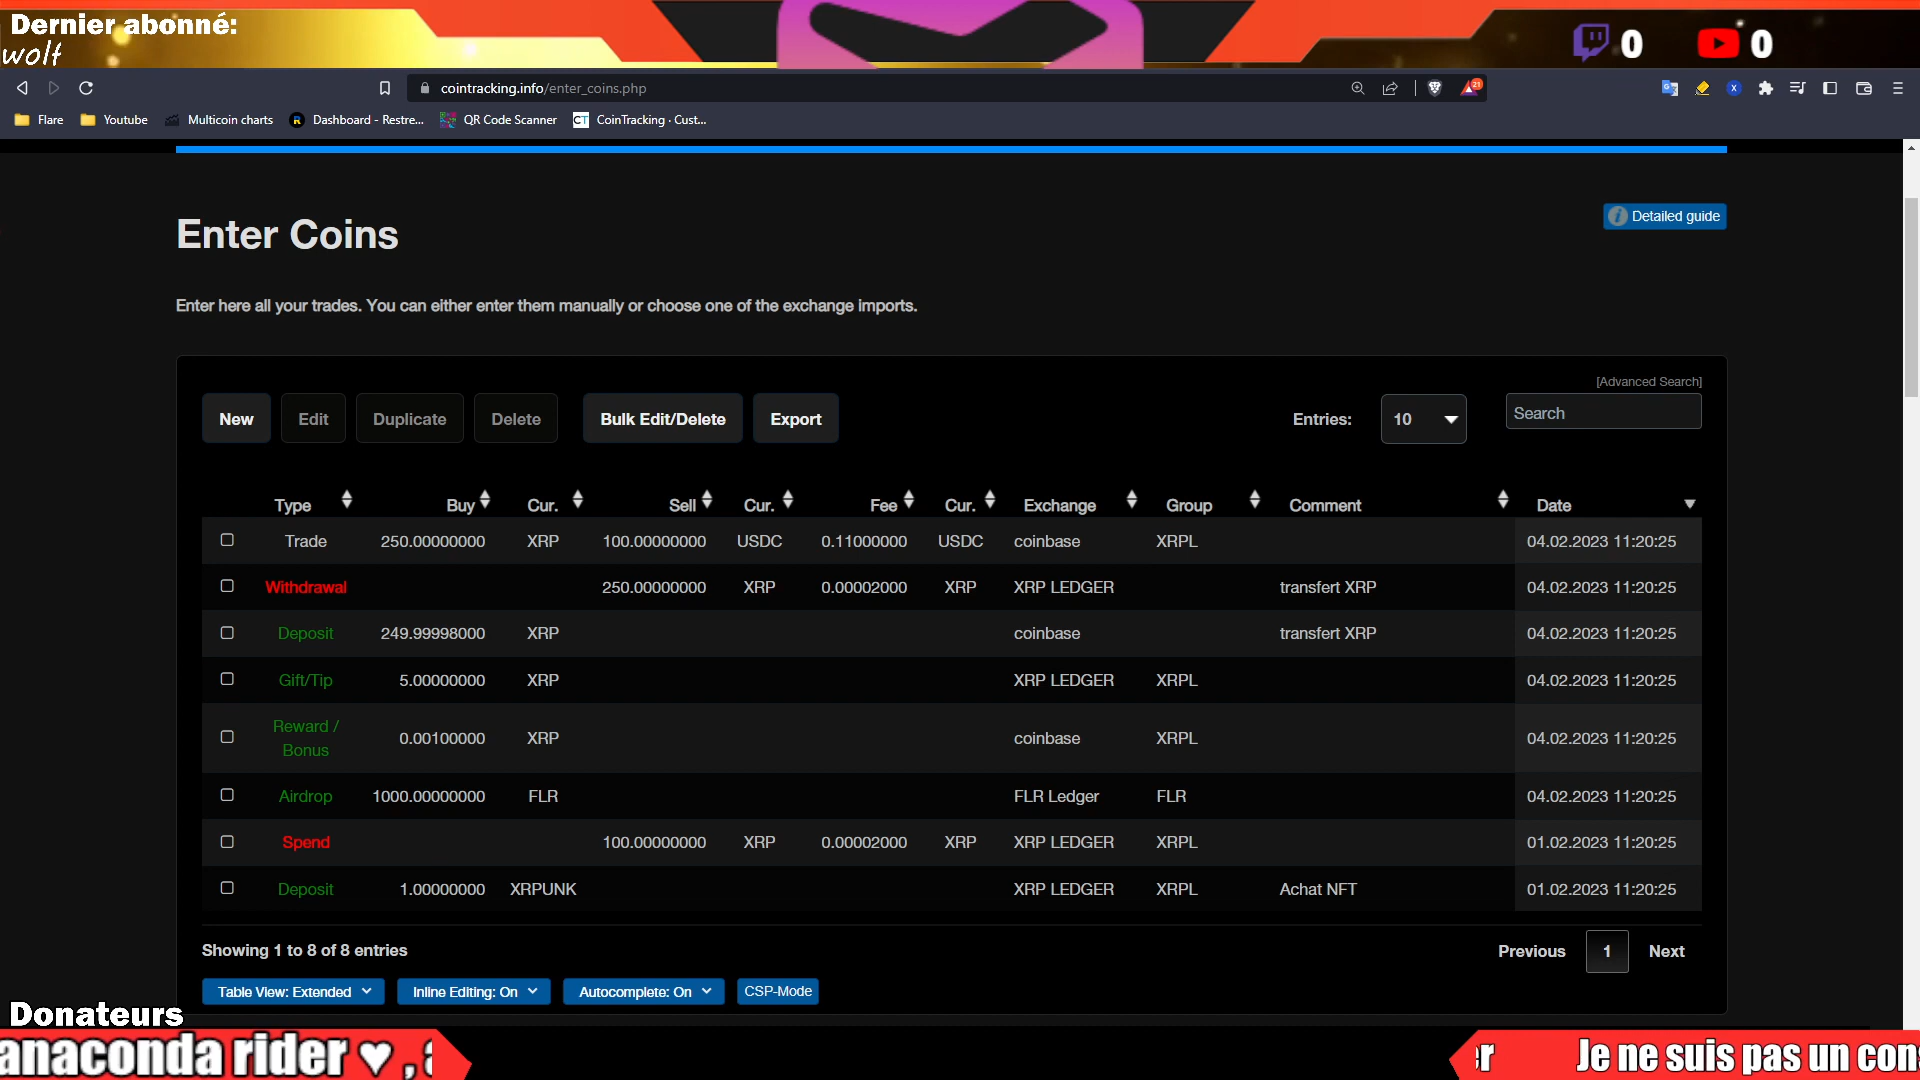 Dernier abonné:
wolf
0
0
cointracking.info/enter_coins.php
21
Flare
Youtube
Multicoin charts
Dashboard - Restre...
QR Code Scanner
CoinTracking · Cust...
Enter Coins
Detailed guide
Enter here all your trades. You can either enter them manually or choose one of the exchange imports.
[Advanced Search]
New Edit Duplicate Delete Bulk Edit/Delete Export Entries: 10 Search
Type Buy Cur. Sell Cur. Fee Cur. Exchange Group Comment Date
Trade 250.00000000 XRP 100.00000000 USDC 0.11000000 USDC coinbase XRPL 04.02.2023 11:20:25
Withdrawal 250.00000000 XRP 0.00002000 XRP XRP LEDGER transfert XRP 04.02.2023 11:20:25
Deposit 249.99998000 XRP coinbase transfert XRP 04.02.2023 11:20:25
Gift/Tip 5.00000000 XRP XRP LEDGER XRPL 04.02.2023 11:20:25
Reward / Bonus 0.00100000 XRP coinbase XRPL 04.02.2023 11:20:25
Airdrop 1000.00000000 FLR FLR Ledger FLR 04.02.2023 11:20:25
Spend 100.00000000 XRP 0.00002000 XRP XRP LEDGER XRPL 01.02.2023 11:20:25
Deposit 1.00000000 XRPUNK XRP LEDGER XRPL Achat NFT 01.02.2023 11:20:25
Showing 1 to 8 of 8 entries
Previous 1 Next
Table View: Extended Inline Editing: On Autocomplete: On CSP-Mode
Donateurs
anaconda rider ♥ ,
Je ne suis pas un con